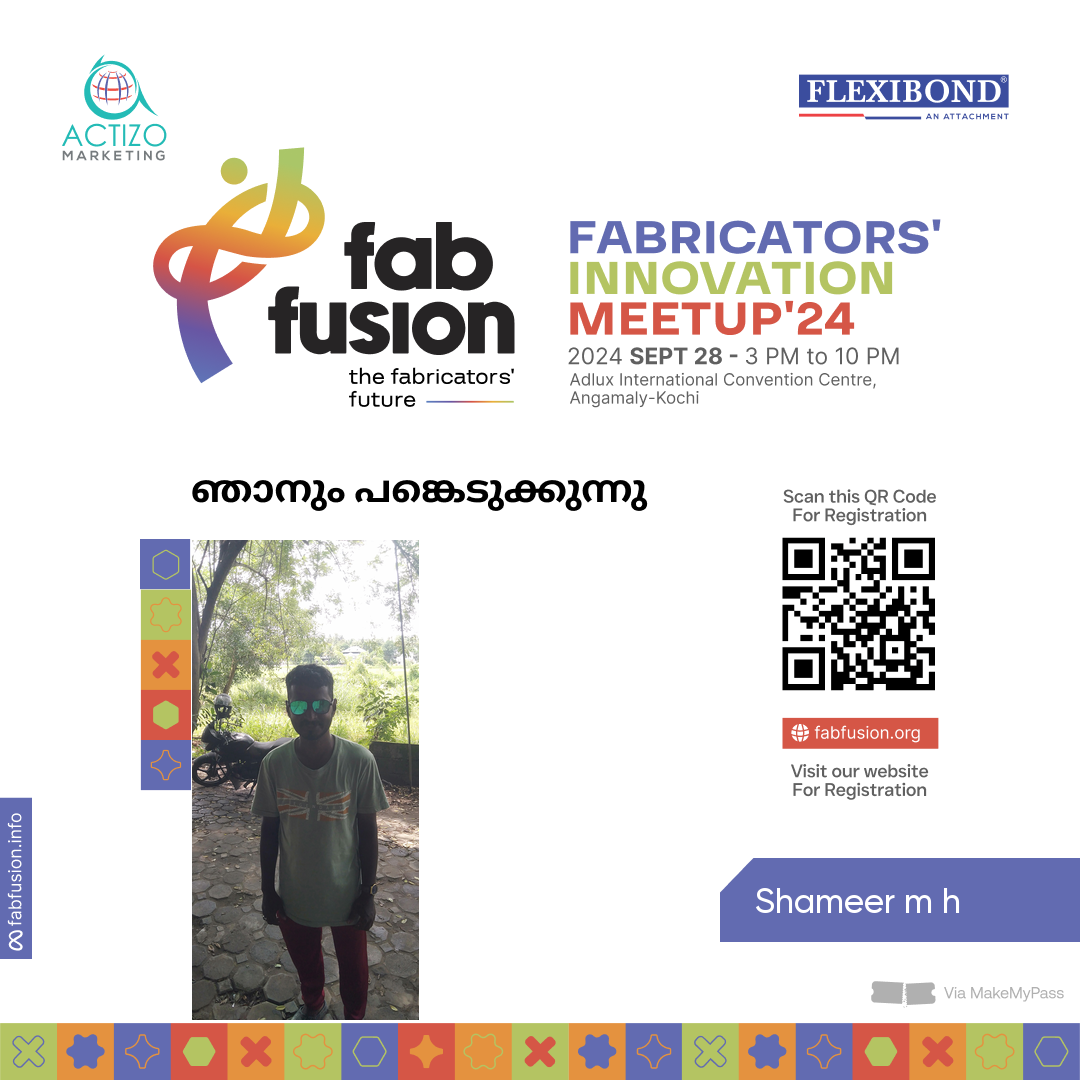 ACTIZO
MARKETING
FLEXIBOND®
AN ATTACHMENT
fab
fusion
the fabricators'
future
FABRICATORS'
INNOVATION
MEETUP'24
2024 SEPT 28 - 3 PM to 10 PM
Adlux International Convention Centre,
Angamaly-Kochi
ഞാനും പങ്കെടുക്കുന്നു
Scan this QR Code
For Registration
fabfusion.org
Visit our website
For Registration
fabfusion.info
Shameer m h
Via MakeMyPass